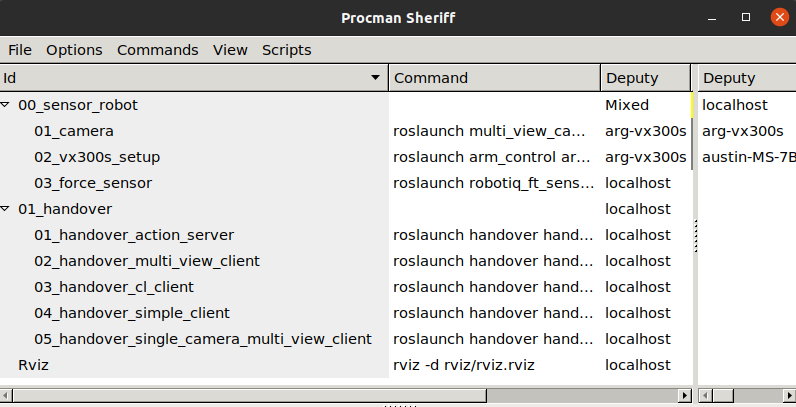 Procman Sheriff
File Options Commands View Scripts
Id Command Deputy Deputy
00_sensor_robot Mixed localhost
01_camera roslaunch multi_view_ca... arg-vx300s arg-vx300s
02_vx300s_setup roslaunch arm_control ar... arg-vx300s austin-MS-7B
03_force_sensor roslaunch robotiq_ft_sens... localhost
01_handover localhost
01_handover_action_server roslaunch handover hand... localhost
02_handover_multi_view_client roslaunch handover hand... localhost
03_handover_cl_client roslaunch handover hand... localhost
04_handover_simple_client roslaunch handover hand... localhost
05_handover_single_camera_multi_view_client roslaunch handover hand... localhost
Rviz rviz -d rviz/rviz.rviz localhost